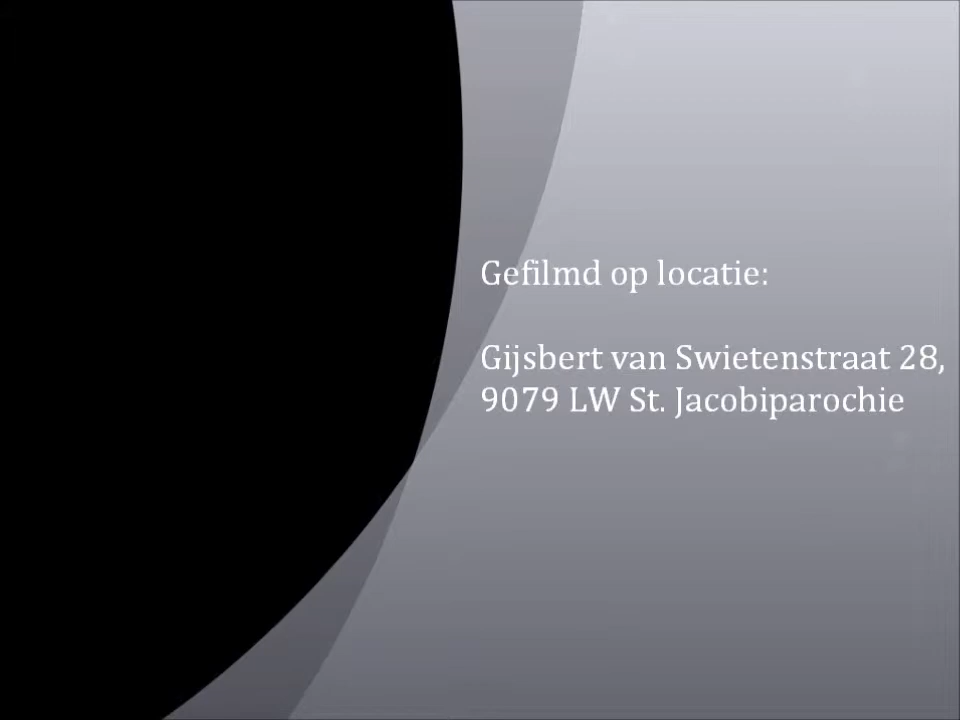 Gefilmd op locatie:
Gijsbert van Swietenstraat 28,
9079 LW St. Jacobiparochie